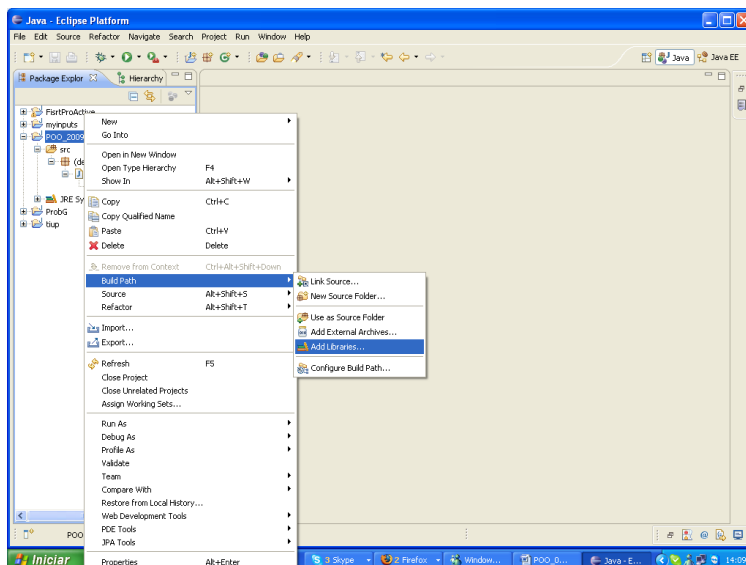 Java - Eclipse Platform
File Edit Source Refactor Navigate Search Project Run Window Help
Java Java EE
Package Explor Hierarchy
FisrtProActive
myinputs
POO_2009
src
(de
JRE Sy
ProbG
tiup
New
Go Into
Open in New Window
Open Type Hierarchy F4
Show In Alt+Shift+W
Copy Ctrl+C
Copy Qualified Name
Paste Ctrl+V
Delete Delete
Remove from Context Ctrl+Alt+Shift+Down
Build Path
Source Alt+Shift+S
Refactor Alt+Shift+T
Import...
Export...
Refresh F5
Close Project
Close Unrelated Projects
Assign Working Sets...
Run As
Debug As
Profile As
Validate
Team
Compare With
Restore from Local History...
Web Development Tools
PDE Tools
JPA Tools
Properties Alt+Enter
Link Source...
New Source Folder...
Use as Source Folder
Add External Archives...
Add Libraries...
Configure Build Path...
POO
Iniciar 3 Skype 2 Firefox Window... POO_0... Java - E... 14:09